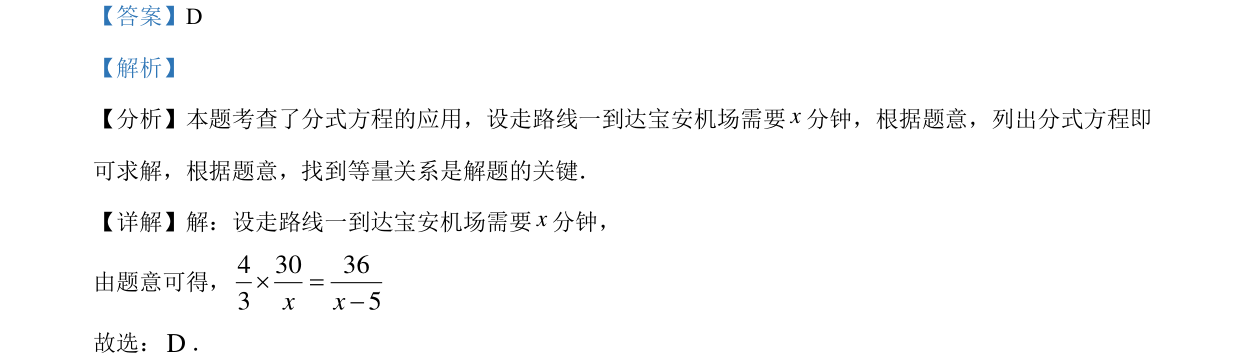 【答案】D
【解析】
【分析】本题考查了分式方程的应用，设走路线一到达宝安机场需要 x 分钟，根据题意，列出分式方程即
可求解，根据题意，找到等量关系是解题的关键．
【详解】解：设走路线一到达宝安机场需要 x 分钟，
由题意可得，4/3 × 30/x = 36/(x−5)
故选：D．